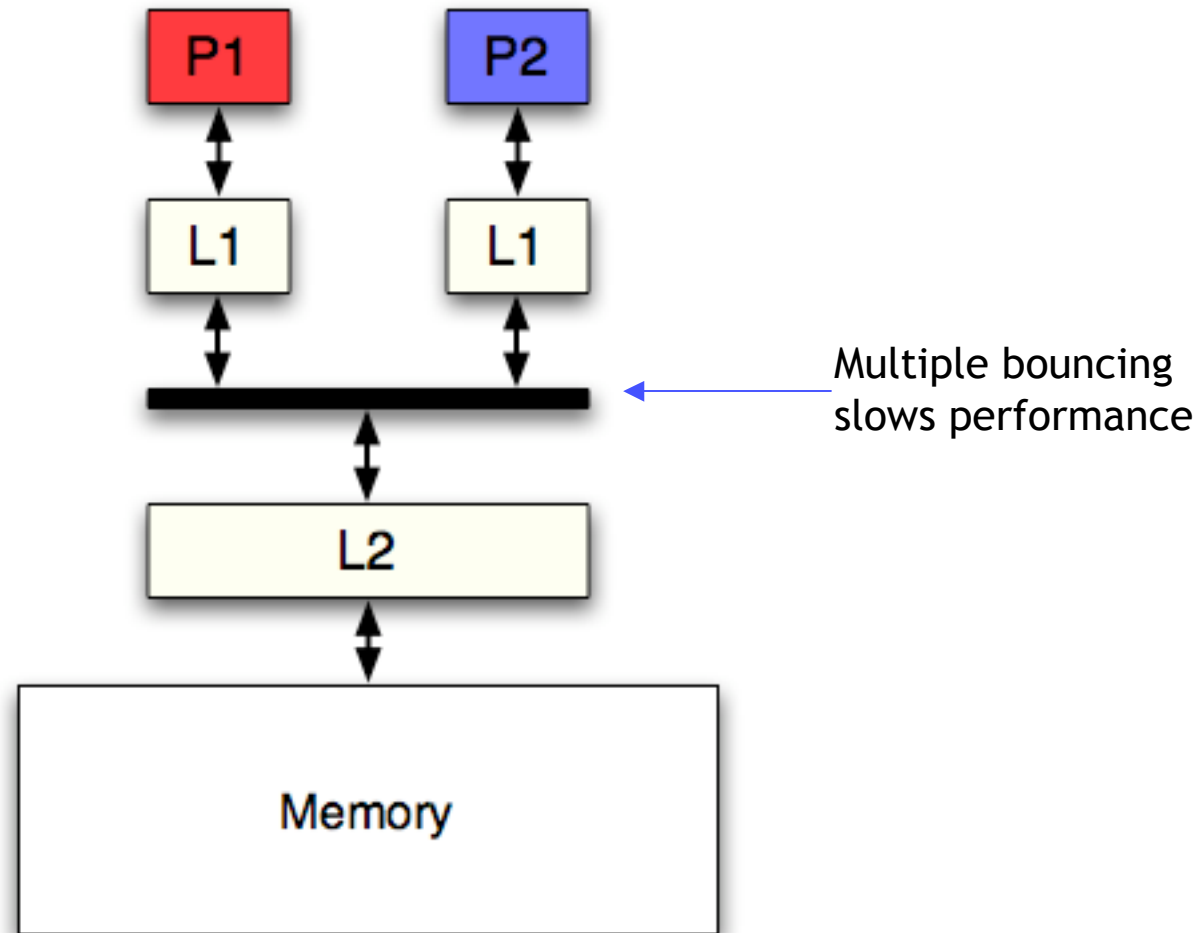 P1
P2
L1
L1
Multiple bouncing
slows performance
L2
Memory